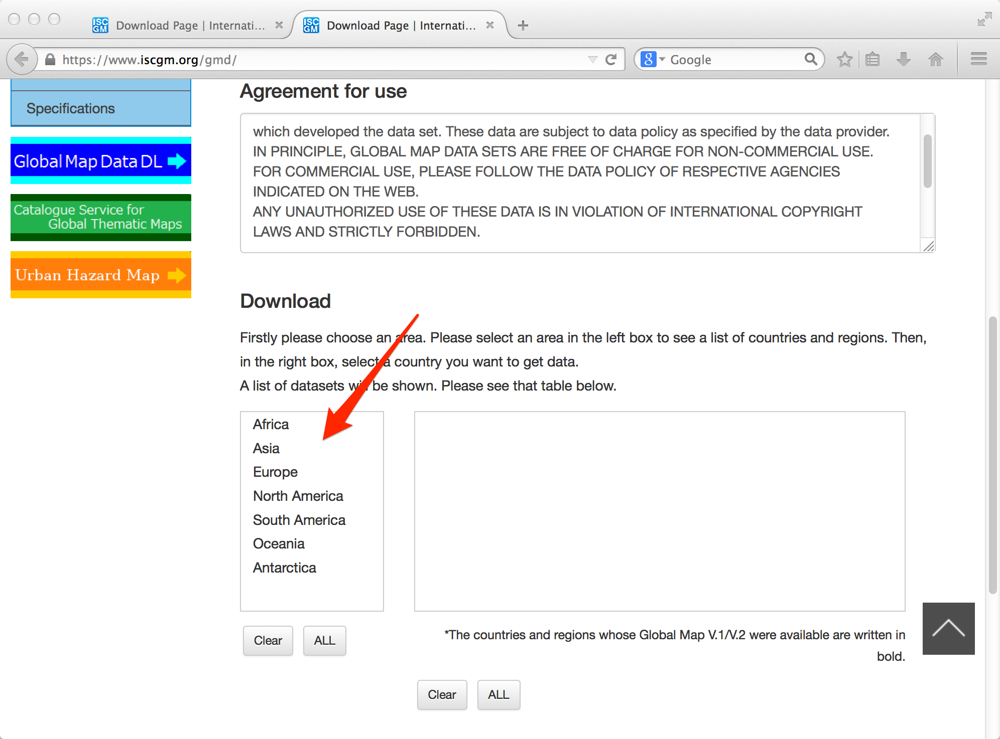 ISCGM
Download Page | Internati...
ISCGM
Download Page | Internati...
https://www.iscgm.org/gmd/
Google
Specifications
Global Map Data DL
Catalogue Service for
Global Thematic Maps
Urban Hazard Map
Agreement for use
which developed the data set. These data are subject to data policy as specified by the data provider.
IN PRINCIPLE, GLOBAL MAP DATA SETS ARE FREE OF CHARGE FOR NON-COMMERCIAL USE.
FOR COMMERCIAL USE, PLEASE FOLLOW THE DATA POLICY OF RESPECTIVE AGENCIES
INDICATED ON THE WEB.
ANY UNAUTHORIZED USE OF THESE DATA IS IN VIOLATION OF INTERNATIONAL COPYRIGHT
LAWS AND STRICTLY FORBIDDEN.
Download
Firstly please choose an area. Please select an area in the left box to see a list of countries and regions. Then,
in the right box, select a country you want to get data.
A list of datasets will be shown. Please see that table below.
Africa
Asia
Europe
North America
South America
Oceania
Antarctica
Clear
ALL
*The countries and regions whose Global Map V.1/V.2 were available are written in
bold.
Clear
ALL